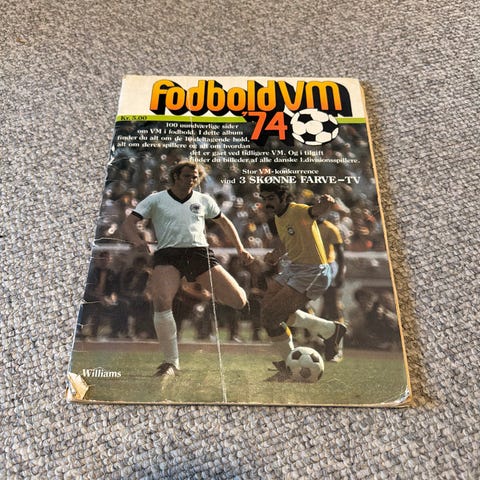 fodbold VM
'74
Kr. 5.00
100 uundværlige sider
om VM i fodbold. I dette album
finder du alt om de 16 deltagende hold,
alt om deres spillere og alt om hvordan
det er gået ved tidligere VM. Og i tilgift
finder du billeder af alle danske 1.divisionsspillere.
Stor VM-konkurrence
vind 3 SKØNNE FARVE-TV
Williams